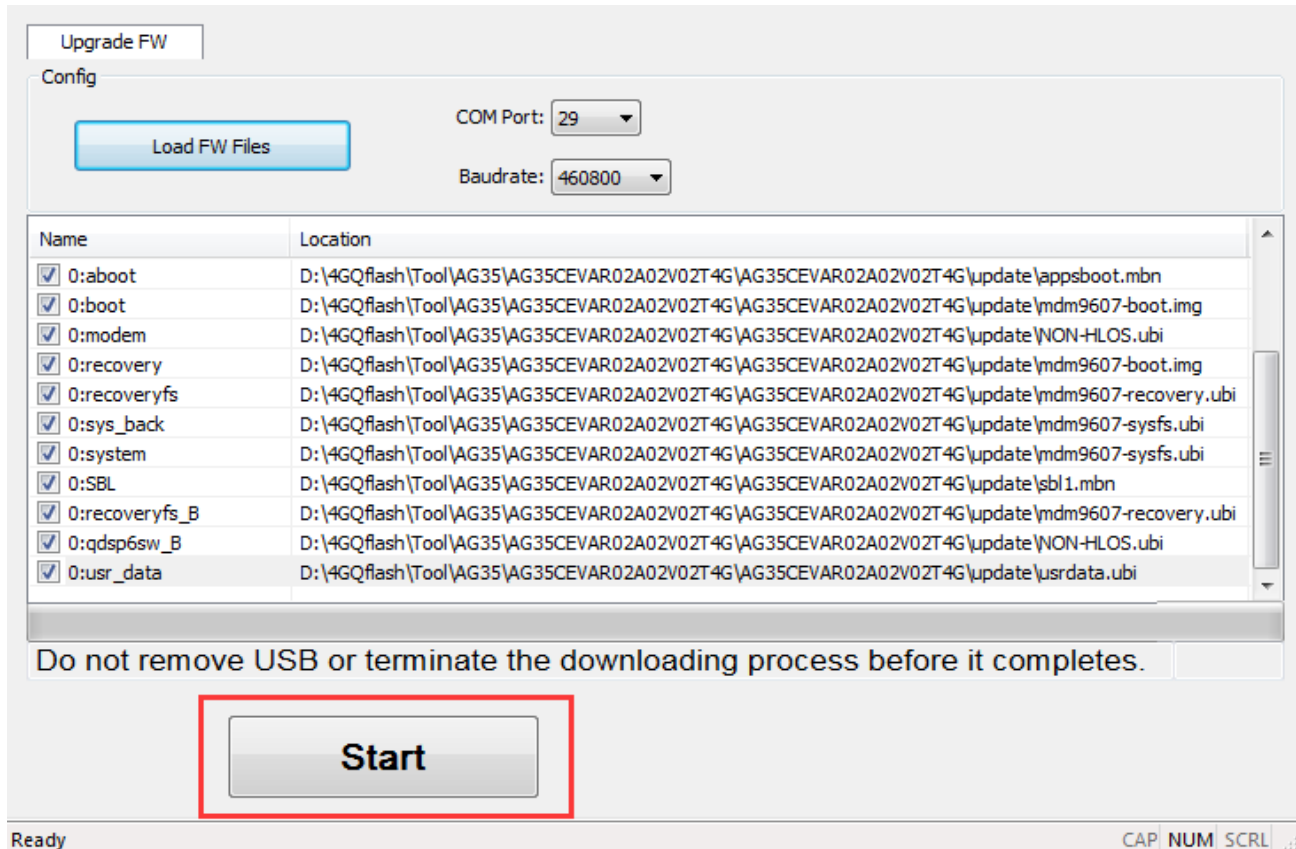 Upgrade FW
Config
Load FW Files
COM Port: 29
Baudrate: 460800
Name Location
0:aboot D:\4GQflash\Tool\AG35\AG35CEVAR02A02V02T4G\AG35CEVAR02A02V02T4G\update\appsboot.mbn
0:boot D:\4GQflash\Tool\AG35\AG35CEVAR02A02V02T4G\AG35CEVAR02A02V02T4G\update\mdm9607-boot.img
0:modem D:\4GQflash\Tool\AG35\AG35CEVAR02A02V02T4G\AG35CEVAR02A02V02T4G\update\NON-HLOS.ubi
0:recovery D:\4GQflash\Tool\AG35\AG35CEVAR02A02V02T4G\AG35CEVAR02A02V02T4G\update\mdm9607-boot.img
0:recoveryfs D:\4GQflash\Tool\AG35\AG35CEVAR02A02V02T4G\AG35CEVAR02A02V02T4G\update\mdm9607-recovery.ubi
0:sys_back D:\4GQflash\Tool\AG35\AG35CEVAR02A02V02T4G\AG35CEVAR02A02V02T4G\update\mdm9607-sysfs.ubi
0:system D:\4GQflash\Tool\AG35\AG35CEVAR02A02V02T4G\AG35CEVAR02A02V02T4G\update\mdm9607-sysfs.ubi
0:SBL D:\4GQflash\Tool\AG35\AG35CEVAR02A02V02T4G\AG35CEVAR02A02V02T4G\update\sbl1.mbn
0:recoveryfs_B D:\4GQflash\Tool\AG35\AG35CEVAR02A02V02T4G\AG35CEVAR02A02V02T4G\update\mdm9607-recovery.ubi
0:qdsp6sw_B D:\4GQflash\Tool\AG35\AG35CEVAR02A02V02T4G\AG35CEVAR02A02V02T4G\update\NON-HLOS.ubi
0:usr_data D:\4GQflash\Tool\AG35\AG35CEVAR02A02V02T4G\AG35CEVAR02A02V02T4G\update\usrdata.ubi
Do not remove USB or terminate the downloading process before it completes.
Start
Ready CAP NUM SCRL